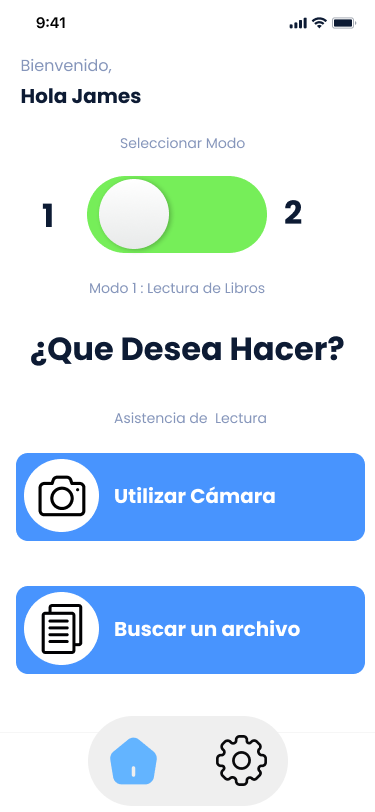 9:41
Bienvenido,
Hola James
Seleccionar Modo
1
2
Modo 1 : Lectura de Libros
¿Que Desea Hacer?
Asistencia de  Lectura
Utilizar Cámara
Buscar un archivo